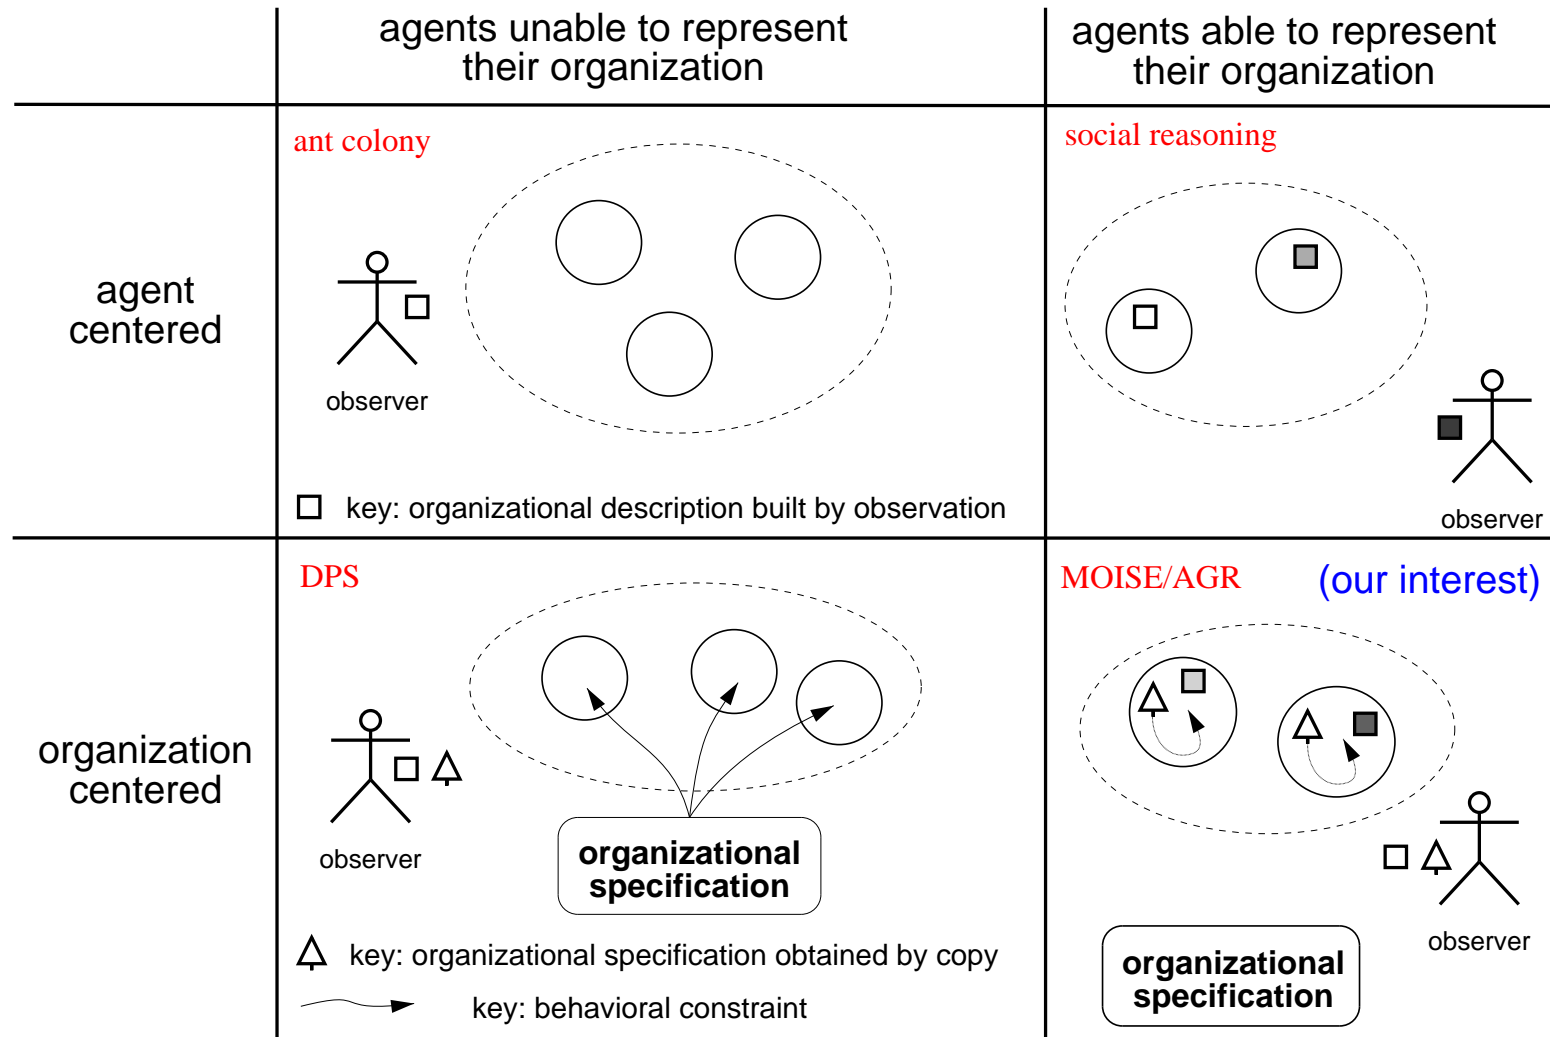 agents unable to represent
their organization
agents able to represent
their organization
agent
centered
ant colony
observer
key: organizational description built by observation
social reasoning
observer
organization
centered
DPS
observer
organizational
specification
key: organizational specification obtained by copy
key: behavioral constraint
MOISE/AGR
(our interest)
observer
organizational
specification